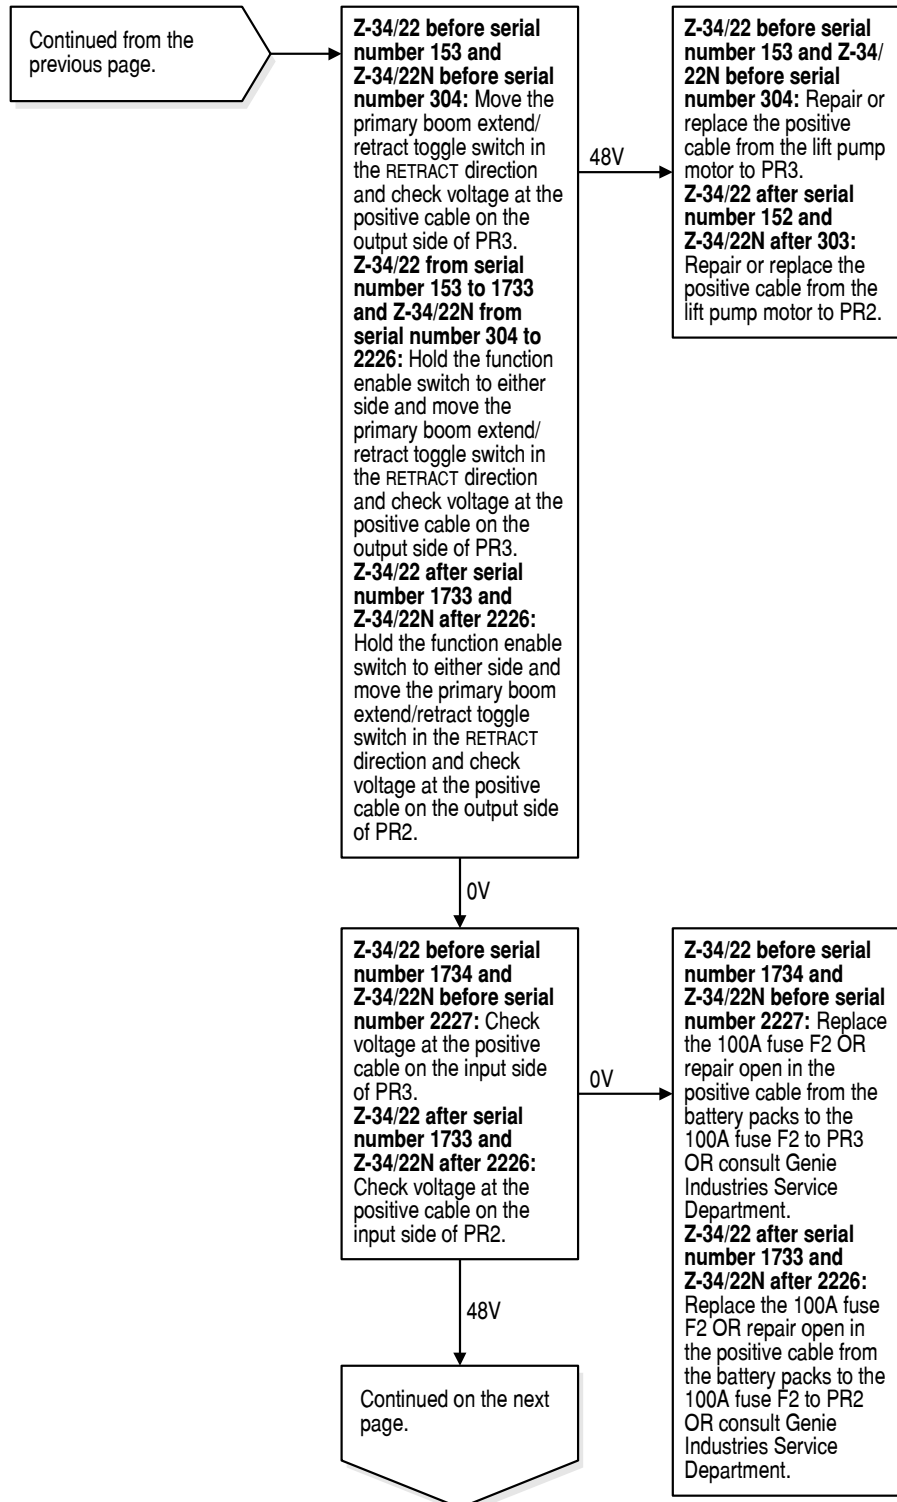 Continued from the
previous page.
Z-34/22 before serial
number 153 and
Z-34/22N before serial
number 304: Move the
primary boom extend/
retract toggle switch in
the RETRACT direction
and check voltage at the
positive cable on the
output side of PR3.
Z-34/22 from serial
number 153 to 1733
and Z-34/22N from
serial number 304 to
2226: Hold the function
enable switch to either
side and move the
primary boom extend/
retract toggle switch in
the RETRACT direction
and check voltage at the
positive cable on the
output side of PR3.
Z-34/22 after serial
number 1733 and
Z-34/22N after 2226:
Hold the function enable
switch to either side and
move the primary boom
extend/retract toggle
switch in the RETRACT
direction and check
voltage at the positive
cable on the output side
of PR2.
48V
Z-34/22 before serial
number 153 and Z-34/
22N before serial
number 304: Repair or
replace the positive
cable from the lift pump
motor to PR3.
Z-34/22 after serial
number 152 and
Z-34/22N after 303:
Repair or replace the
positive cable from the
lift pump motor to PR2.
0V
Z-34/22 before serial
number 1734 and
Z-34/22N before serial
number 2227: Check
voltage at the positive
cable on the input side
of PR3.
Z-34/22 after serial
number 1733 and
Z-34/22N after 2226:
Check voltage at the
positive cable on the
input side of PR2.
0V
Z-34/22 before serial
number 1734 and
Z-34/22N before serial
number 2227: Replace
the 100A fuse F2 OR
repair open in the
positive cable from the
battery packs to the
100A fuse F2 to PR3
OR consult Genie
Industries Service
Department.
Z-34/22 after serial
number 1733 and
Z-34/22N after 2226:
Replace the 100A fuse
F2 OR repair open in
the positive cable from
the battery packs to the
100A fuse F2 to PR2
OR consult Genie
Industries Service
Department.
48V
Continued on the next
page.